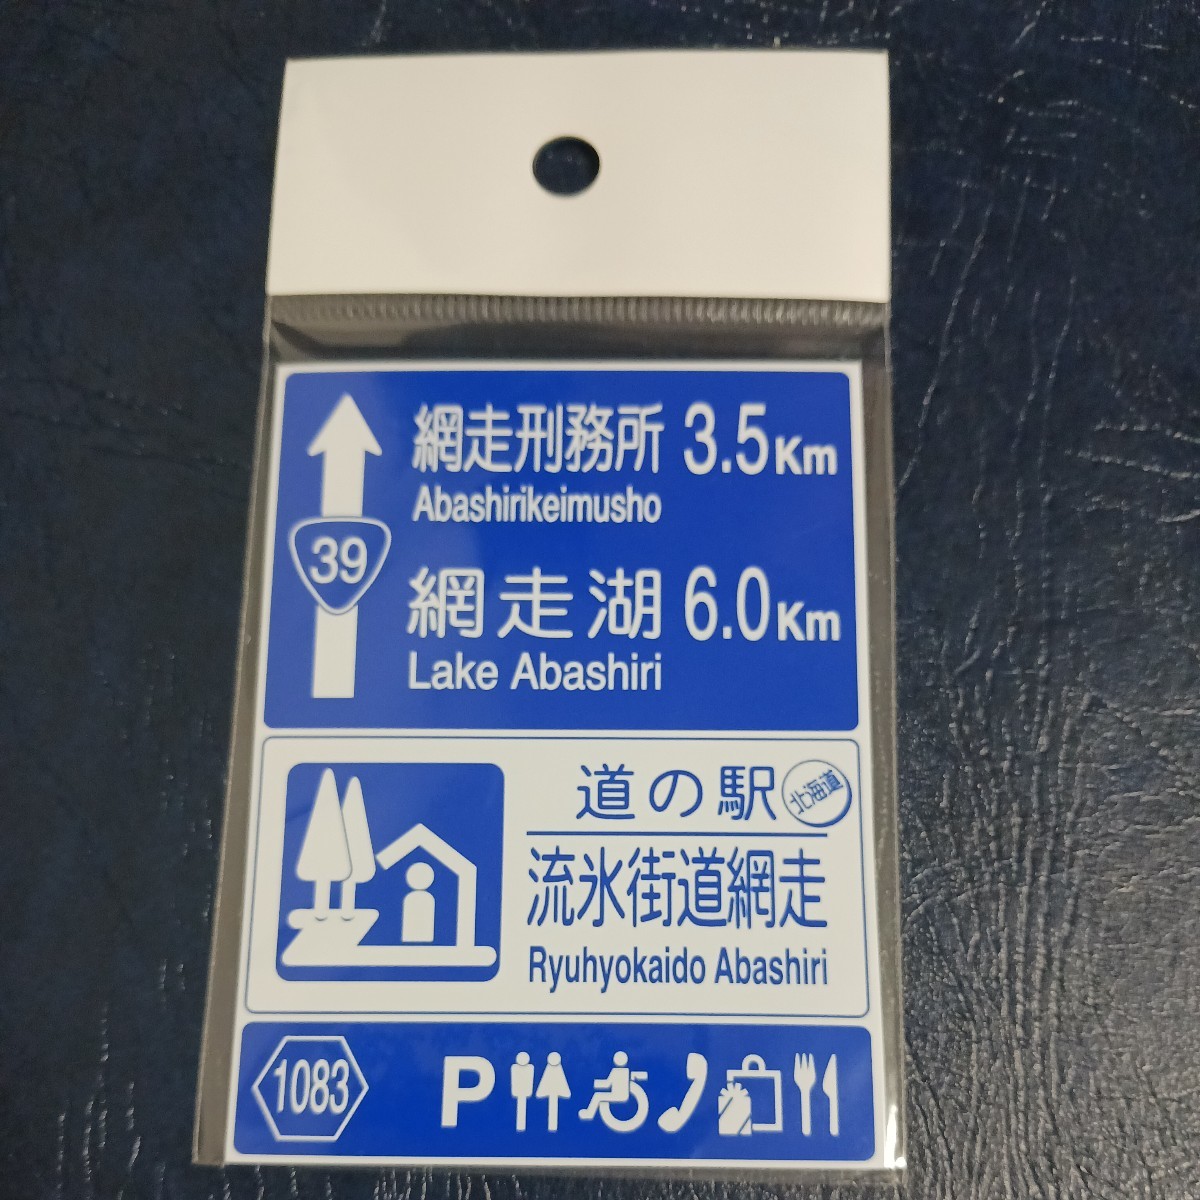 網走刑務所 3.5Km
Abashirikeimusho
39
網走湖 6.0Km
Lake Abashiri
道の駅 北海道
流氷街道網走
Ryuhyokaido Abashiri
1083 P